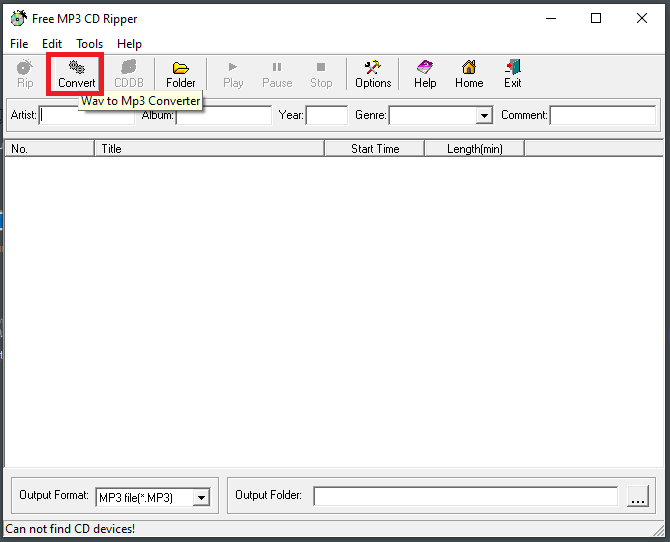 Free MP3 CD Ripper
File Edit Tools Help
Rip Convert CDDB Folder Play Pause Stop Options Help Home Exit
Wav to Mp3 Converter
Artist: Album: Year: Genre: Comment:
No. Title Start Time Length(min)
Output Format: MP3 file(*.MP3) Output Folder: ...
Can not find CD devices!